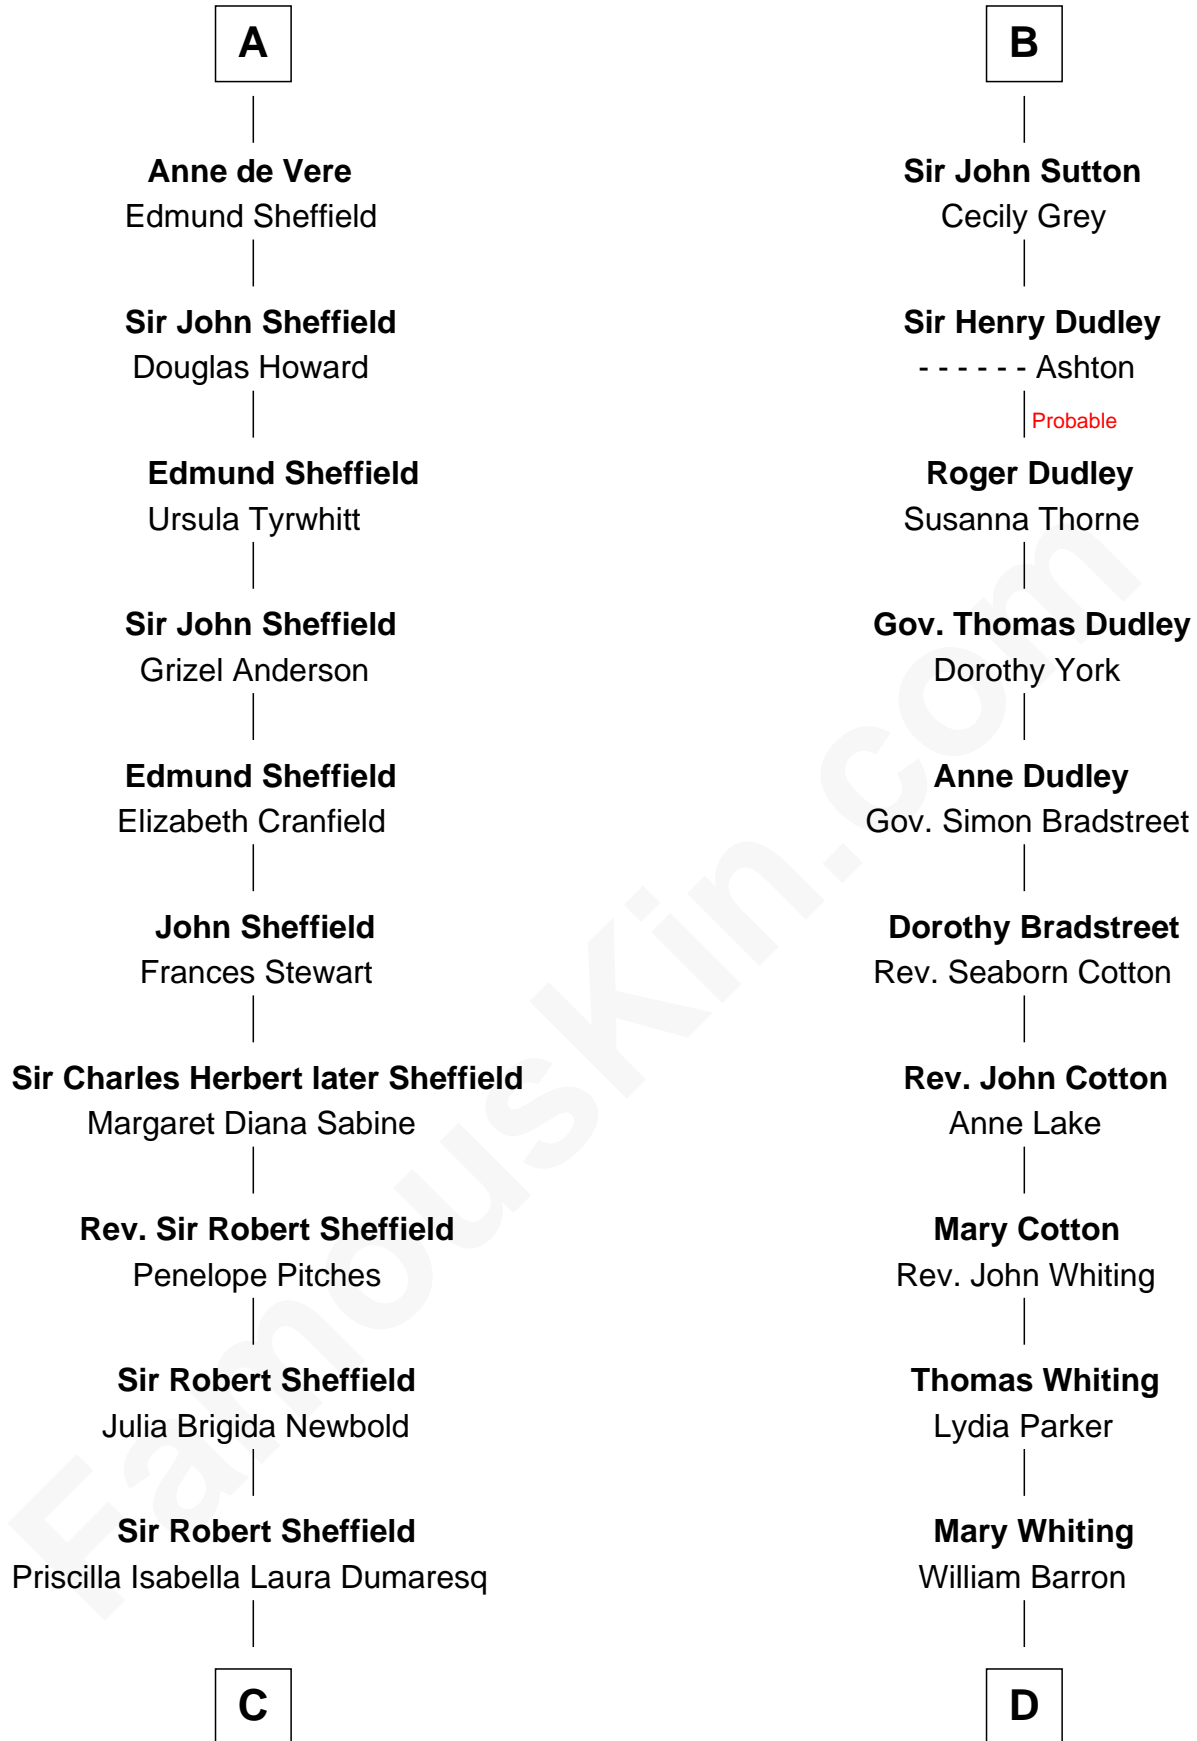 A
Anne de Vere
Edmund Sheffield
Sir John Sheffield
Douglas Howard
Edmund Sheffield
Ursula Tyrwhitt
Sir John Sheffield
Grizel Anderson
Edmund Sheffield
Elizabeth Cranfield
John Sheffield
Frances Stewart
Sir Charles Herbert later Sheffield
Margaret Diana Sabine
Rev. Sir Robert Sheffield
Penelope Pitches
Sir Robert Sheffield
Julia Brigida Newbold
Sir Robert Sheffield
Priscilla Isabella Laura Dumaresq
C
B
Sir John Sutton
Cecily Grey
Sir Henry Dudley
- - - - - - Ashton
Probable
Roger Dudley
Susanna Thorne
Gov. Thomas Dudley
Dorothy York
Anne Dudley
Gov. Simon Bradstreet
Dorothy Bradstreet
Rev. Seaborn Cotton
Rev. John Cotton
Anne Lake
Mary Cotton
Rev. John Whiting
Thomas Whiting
Lydia Parker
Mary Whiting
William Barron
D
FamousKin.com